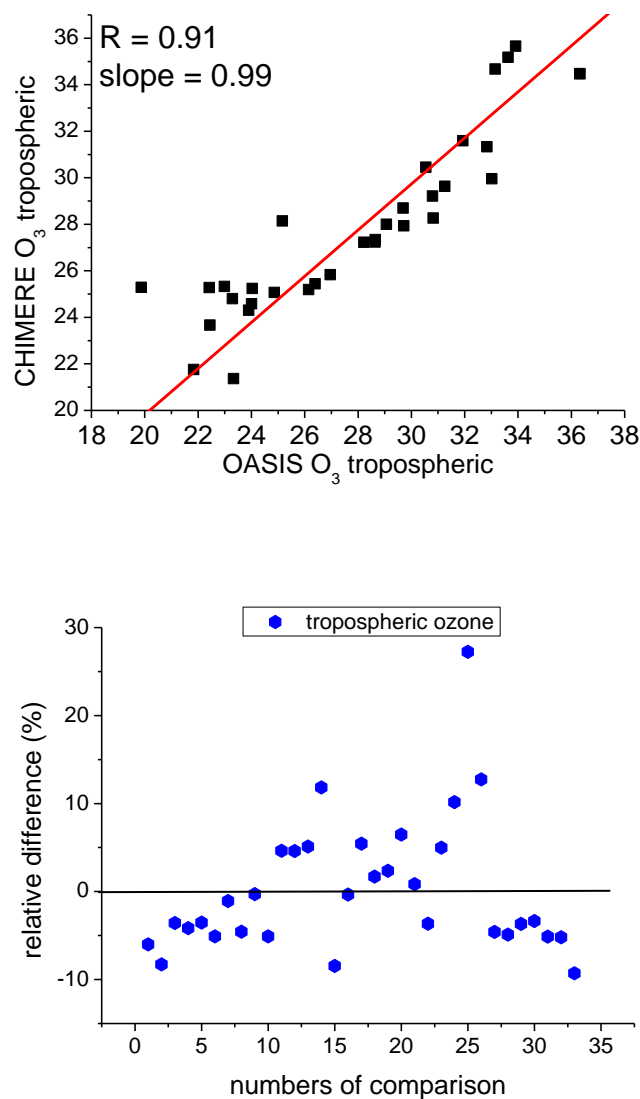 R = 0.91
slope = 0.99
CHIMERE O₃ tropospheric
36
34
32
30
28
26
24
22
20
18 20 22 24 26 28 30 32 34 36 38
OASIS O₃ tropospheric
tropospheric ozone
relative difference (%)
30
20
10
0
-10
0 5 10 15 20 25 30 35
numbers of comparison